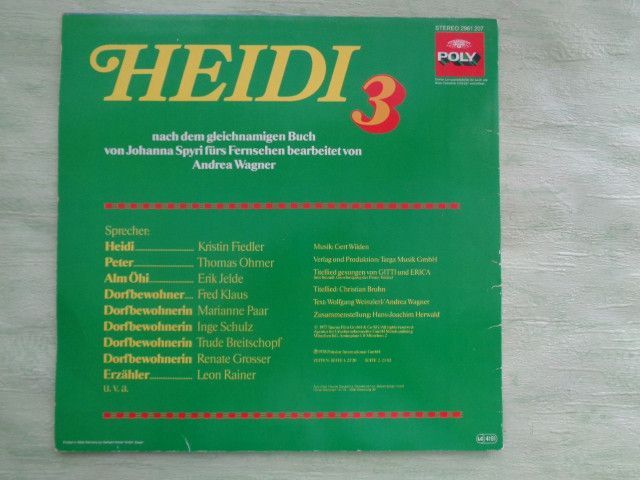 STEREO 2961 207
HEIDI 3
POLY
nach dem gleichnamigen Buch
von Johanna Spyri fürs Fernsehen bearbeitet von
Andrea Wagner
Sprecher:
Heidi Kristin Fiedler
Peter Thomas Ohrner
Alm Öhi Erik Jelde
Dorfbewohner Fred Klaus
Dorfbewohnerin Marianne Paar
Dorfbewohnerin Inge Schulz
Dorfbewohnerin Trude Breitschopf
Dorfbewohnerin Renate Grosser
Erzähler Leon Rainer
u.v.a.
Musik: Gert Wilden
Verlag und Produktion: Targa Musik GmbH
Titellied gesungen von GITTI und ERICA
Titellied: Christian Bruhn
Text: Wolfgang Weinzierl/Andrea Wagner
Zusammenstellung: Hans-Joachim Herwald